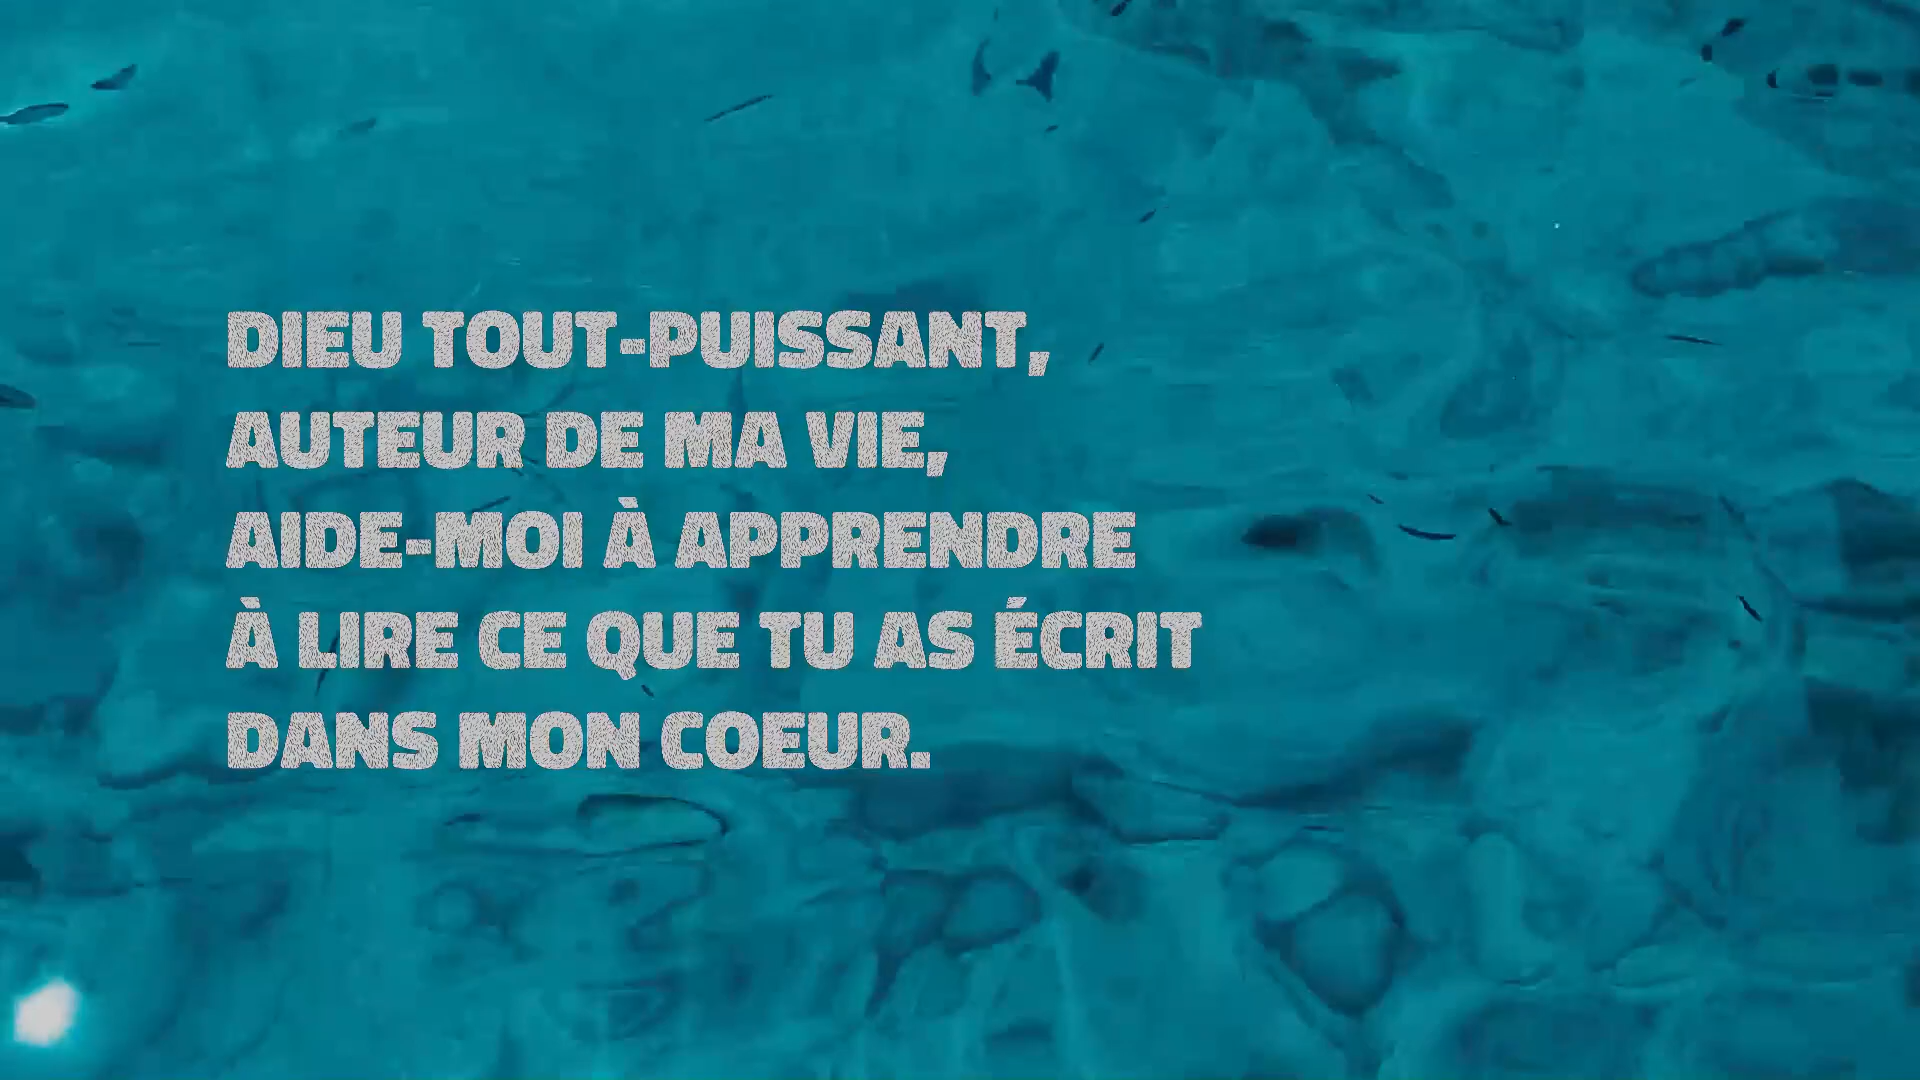 DIEU TOUT-PUISSANT,
AUTEUR DE MA VIE,
AIDE-MOI À APPRENDRE
À LIRE CE QUE TU AS ÉCRIT
DANS MON COEUR.